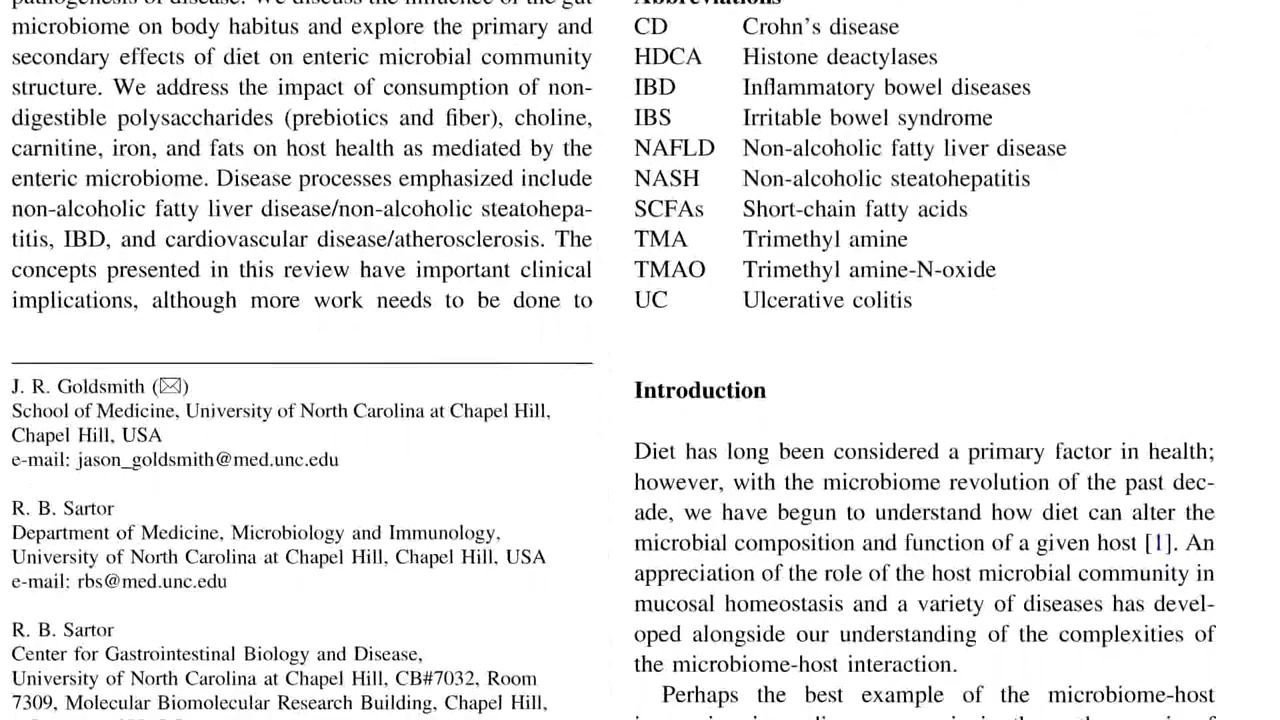 pathogenesis of disease. We discuss the influence of the gut
microbiome on body habitus and explore the primary and
secondary effects of diet on enteric microbial community
structure. We address the impact of consumption of non-
digestible polysaccharides (prebiotics and fiber), choline,
carnitine, iron, and fats on host health as mediated by the
enteric microbiome. Disease processes emphasized include
non-alcoholic fatty liver disease/non-alcoholic steatohepa-
titis, IBD, and cardiovascular disease/atherosclerosis. The
concepts presented in this review have important clinical
implications, although more work needs to be done to
J. R. Goldsmith (✉)
School of Medicine, University of North Carolina at Chapel Hill,
Chapel Hill, USA
e-mail: jason_goldsmith@med.unc.edu
R. B. Sartor
Department of Medicine, Microbiology and Immunology,
University of North Carolina at Chapel Hill, Chapel Hill, USA
e-mail: rbs@med.unc.edu
R. B. Sartor
Center for Gastrointestinal Biology and Disease,
University of North Carolina at Chapel Hill, CB#7032, Room
7309, Molecular Biomolecular Research Building, Chapel Hill,
Abbreviations
CD Crohn's disease
HDCA Histone deactylases
IBD Inflammatory bowel diseases
IBS Irritable bowel syndrome
NAFLD Non-alcoholic fatty liver disease
NASH Non-alcoholic steatohepatitis
SCFAs Short-chain fatty acids
TMA Trimethyl amine
TMAO Trimethyl amine-N-oxide
UC Ulcerative colitis
Introduction
Diet has long been considered a primary factor in health;
however, with the microbiome revolution of the past dec-
ade, we have begun to understand how diet can alter the
microbial composition and function of a given host [1]. An
appreciation of the role of the host microbial community in
mucosal homeostasis and a variety of diseases has devel-
oped alongside our understanding of the complexities of
the microbiome-host interaction.
Perhaps the best example of the microbiome-host